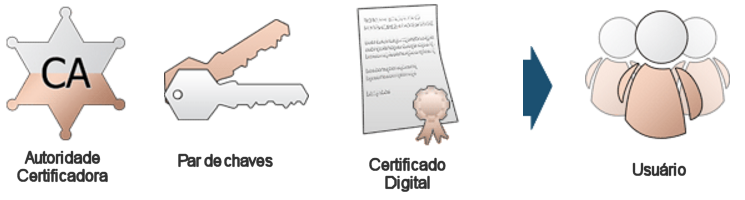 CA
Autoridade
Certificadora
Par de chaves
Certificado
Digital
Usuário